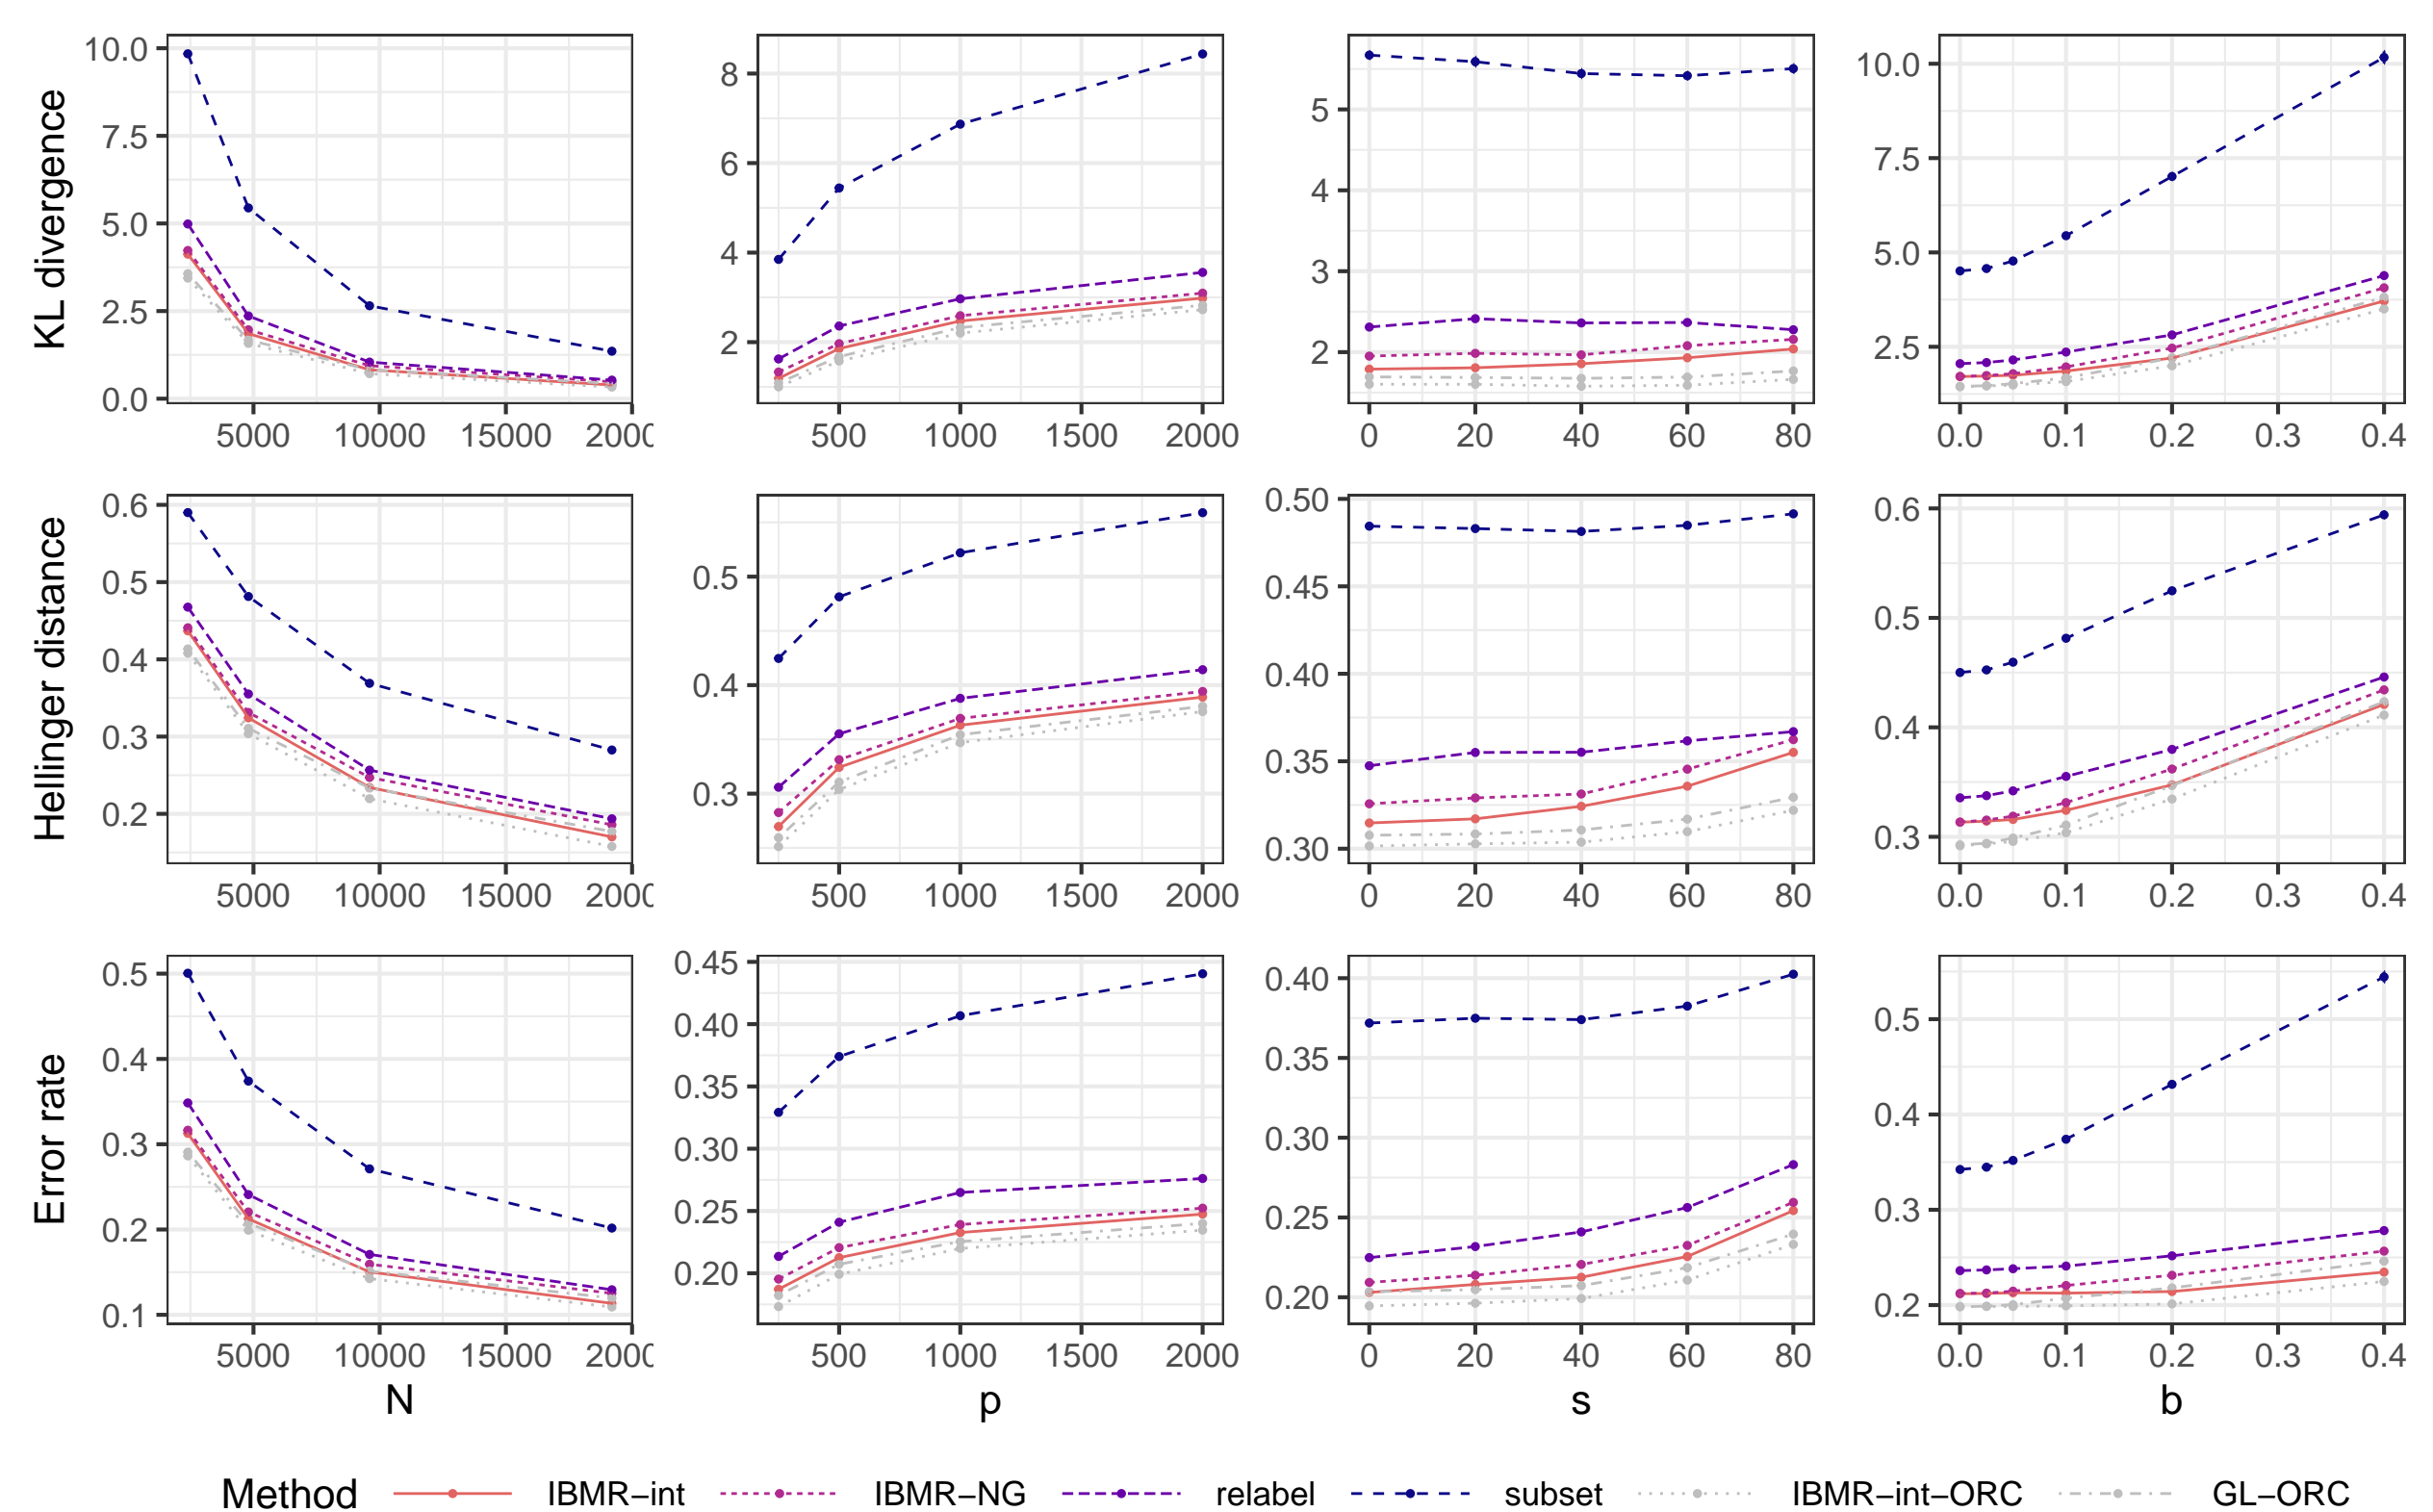 KL divergence
10.0
7.5
5.0
2.5
0.0
5000 10000 15000 2000
8
6
4
2
500 1000 1500 2000
5
4
3
2
0 20 40 60 80
10.0
7.5
5.0
2.5
0.0 0.1 0.2 0.3 0.4
Hellinger distance
0.6
0.5
0.4
0.3
0.2
5000 10000 15000 2000
0.5
0.4
0.3
500 1000 1500 2000
0.50
0.45
0.40
0.35
0.30
0 20 40 60 80
0.6
0.5
0.4
0.3
0.0 0.1 0.2 0.3 0.4
Error rate
0.5
0.4
0.3
0.2
0.1
5000 10000 15000 2000
N
0.45
0.40
0.35
0.30
0.25
0.20
500 1000 1500 2000
p
0.40
0.35
0.30
0.25
0.20
0 20 40 60 80
s
0.5
0.4
0.3
0.2
0.0 0.1 0.2 0.3 0.4
b
Method IBMR−int IBMR−NG relabel subset IBMR−int−ORC GL−ORC